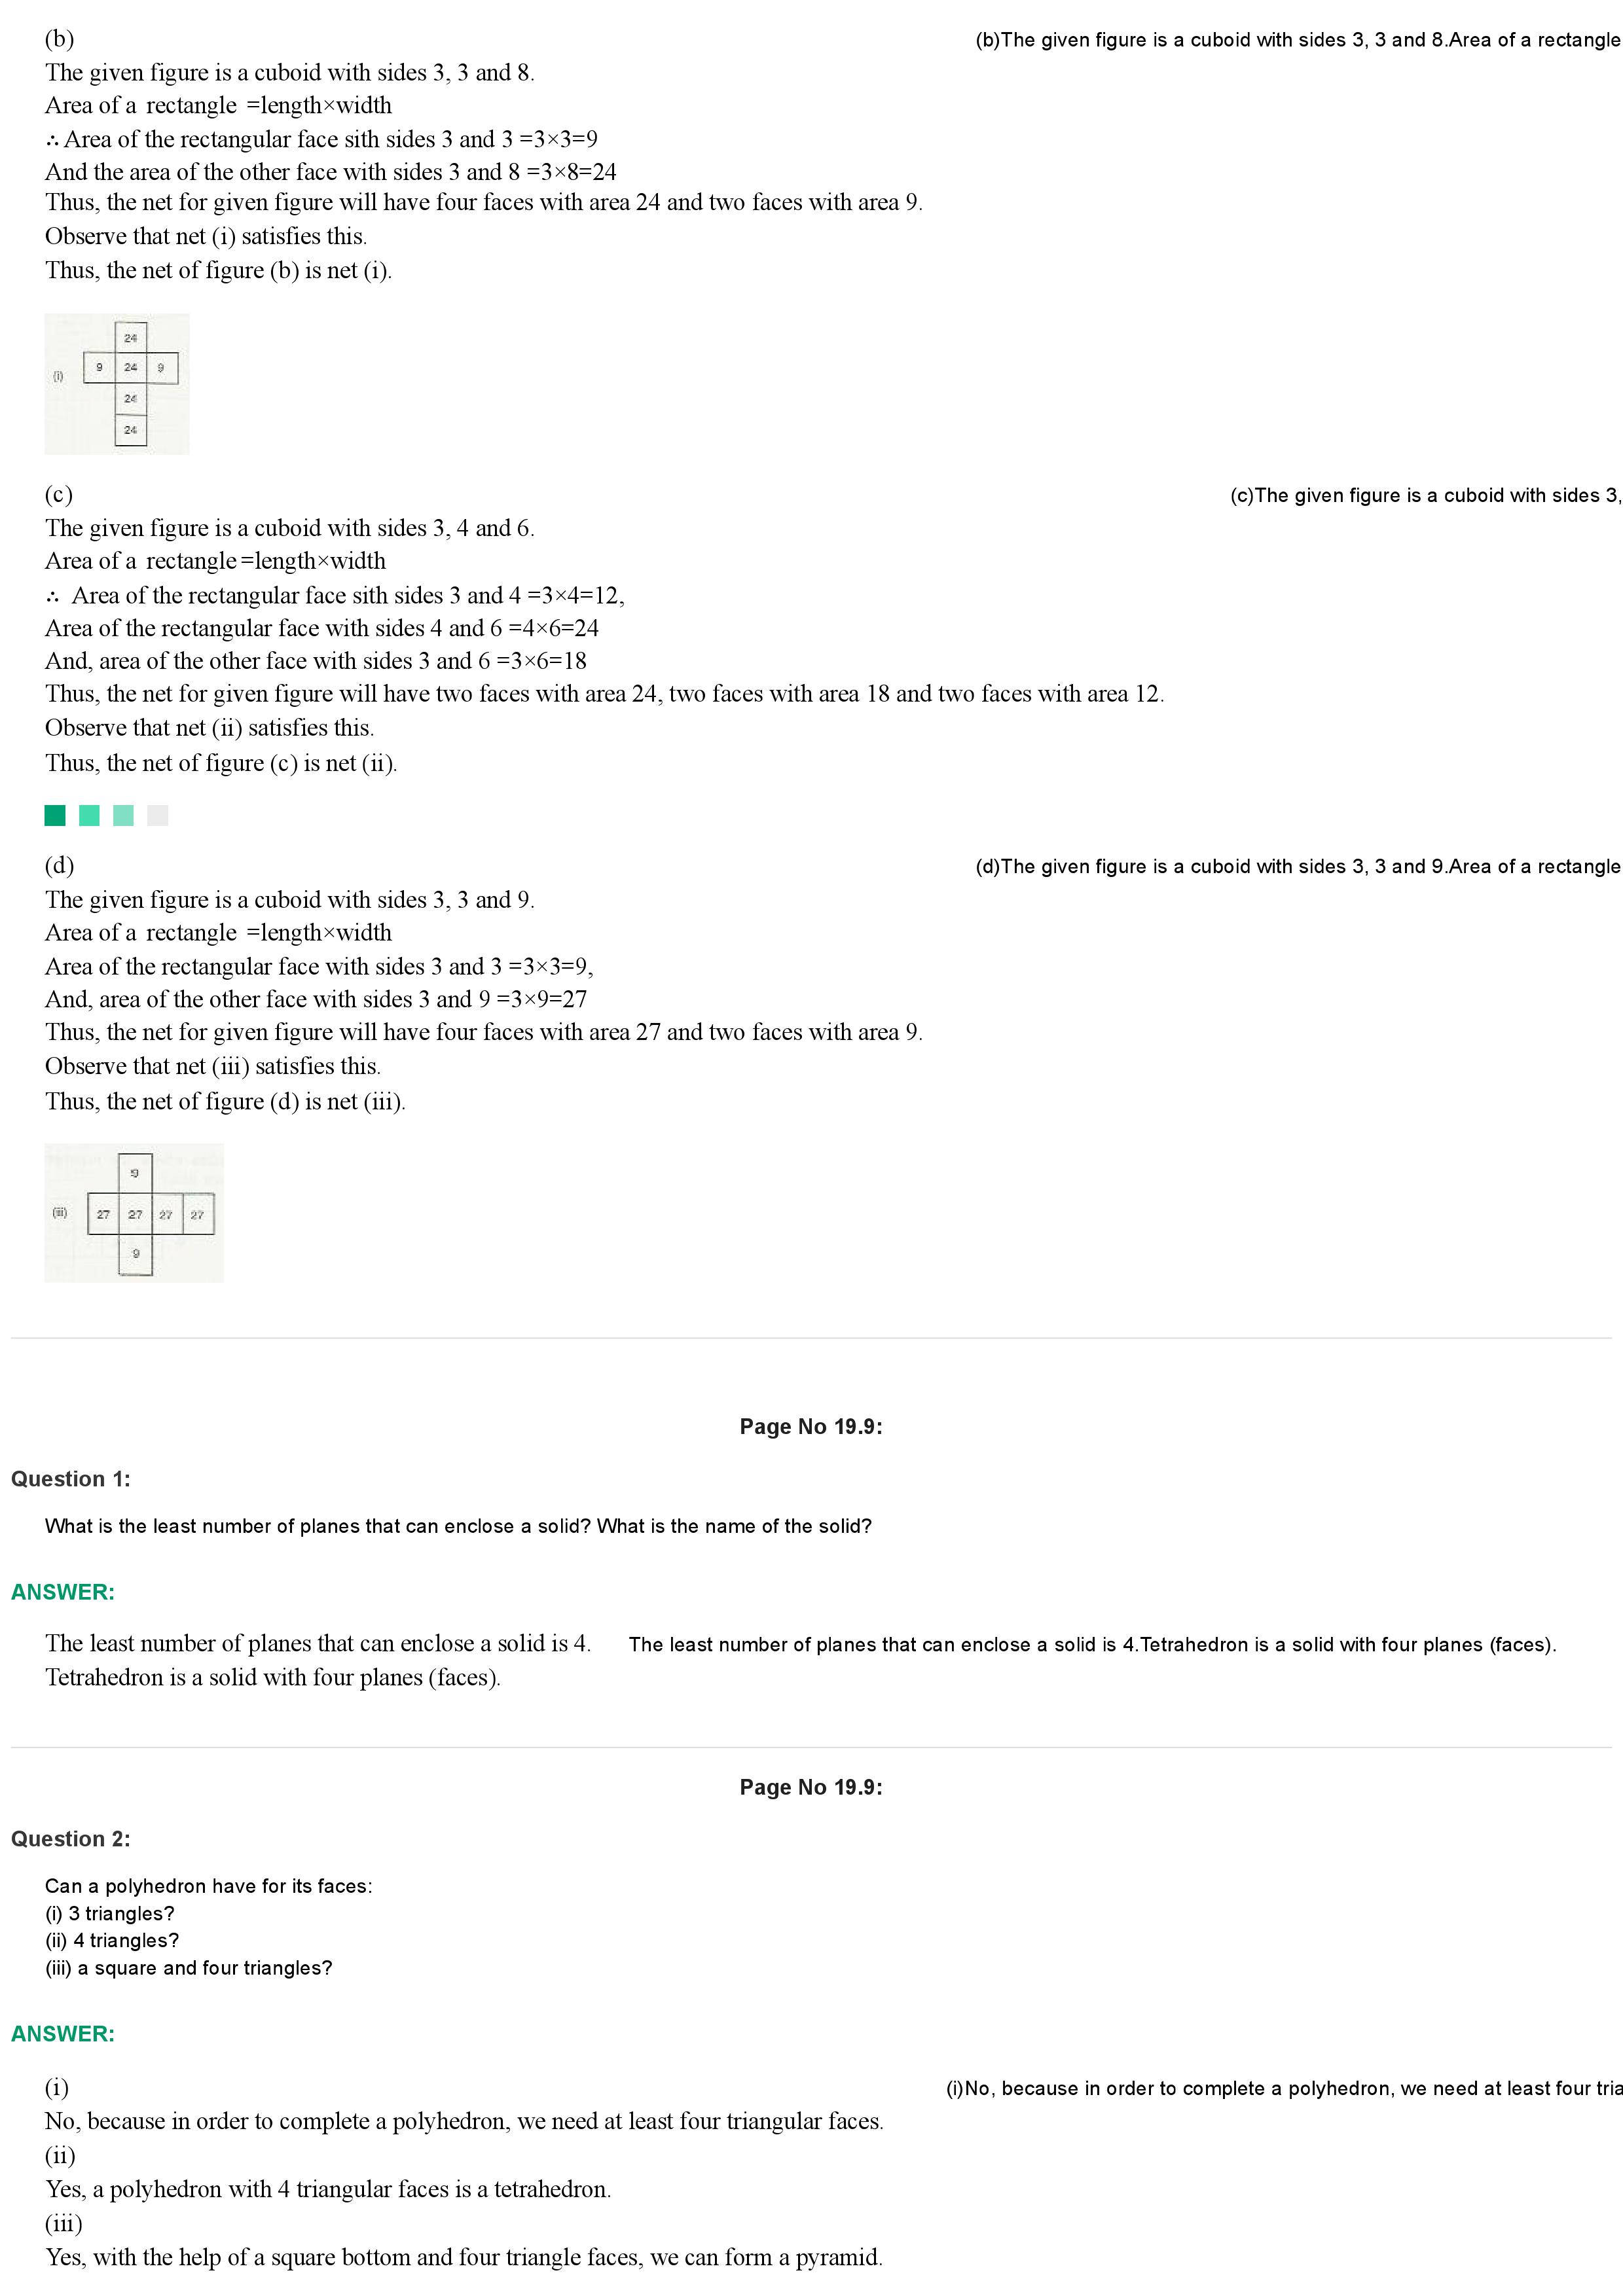 (b)
(b)The given figure is a cuboid with sides 3, 3 and 8.Area of a rectangle
The given figure is a cuboid with sides 3, 3 and 8.
Area of a rectangle =length×width
∴ Area of the rectangular face sith sides 3 and 3 =3×3=9
And the area of the other face with sides 3 and 8 =3×8=24
Thus, the net for given figure will have four faces with area 24 and two faces with area 9.
Observe that net (i) satisfies this.
Thus, the net of figure (b) is net (i).
24
(i) 9 24 9
24
24
(c)
(c)The given figure is a cuboid with sides 3,
The given figure is a cuboid with sides 3, 4 and 6.
Area of a rectangle=length×width
∴ Area of the rectangular face sith sides 3 and 4 =3×4=12,
Area of the rectangular face with sides 4 and 6 =4×6=24
And, area of the other face with sides 3 and 6 =3×6=18
Thus, the net for given figure will have two faces with area 24, two faces with area 18 and two faces with area 12.
Observe that net (ii) satisfies this.
Thus, the net of figure (c) is net (ii).
(d)
(d)The given figure is a cuboid with sides 3, 3 and 9.Area of a rectangle
The given figure is a cuboid with sides 3, 3 and 9.
Area of a rectangle =length×width
Area of the rectangular face with sides 3 and 3 =3×3=9,
And, area of the other face with sides 3 and 9 =3×9=27
Thus, the net for given figure will have four faces with area 27 and two faces with area 9.
Observe that net (iii) satisfies this.
Thus, the net of figure (d) is net (iii).
9
(iii) 27 27 27 27
9
Page No 19.9:
Question 1:
What is the least number of planes that can enclose a solid? What is the name of the solid?
ANSWER:
The least number of planes that can enclose a solid is 4.
The least number of planes that can enclose a solid is 4.Tetrahedron is a solid with four planes (faces).
Tetrahedron is a solid with four planes (faces).
Page No 19.9:
Question 2:
Can a polyhedron have for its faces:
(i) 3 triangles?
(ii) 4 triangles?
(iii) a square and four triangles?
ANSWER:
(i)
(i)No, because in order to complete a polyhedron, we need at least four tria
No, because in order to complete a polyhedron, we need at least four triangular faces.
(ii)
Yes, a polyhedron with 4 triangular faces is a tetrahedron.
(iii)
Yes, with the help of a square bottom and four triangle faces, we can form a pyramid.